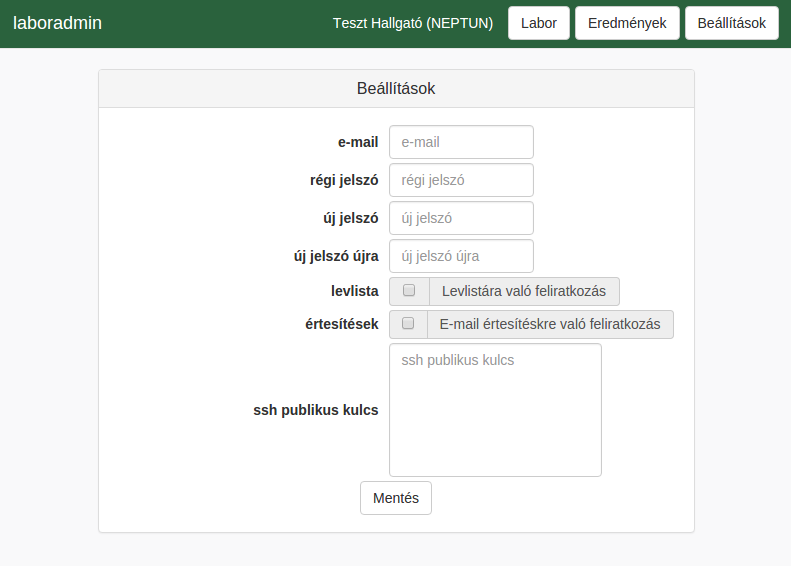 laboradmin Teszt Hallgató (NEPTUN) Labor Eredmények Beállítások
Beállítások
e-mail e-mail
régi jelszó régi jelszó
új jelszó új jelszó
új jelszó újra új jelszó újra
levlista Levlistára való feliratkozás
értesítések E-mail értesítéskre való feliratkozás
ssh publikus kulcs
ssh publikus kulcs
Mentés